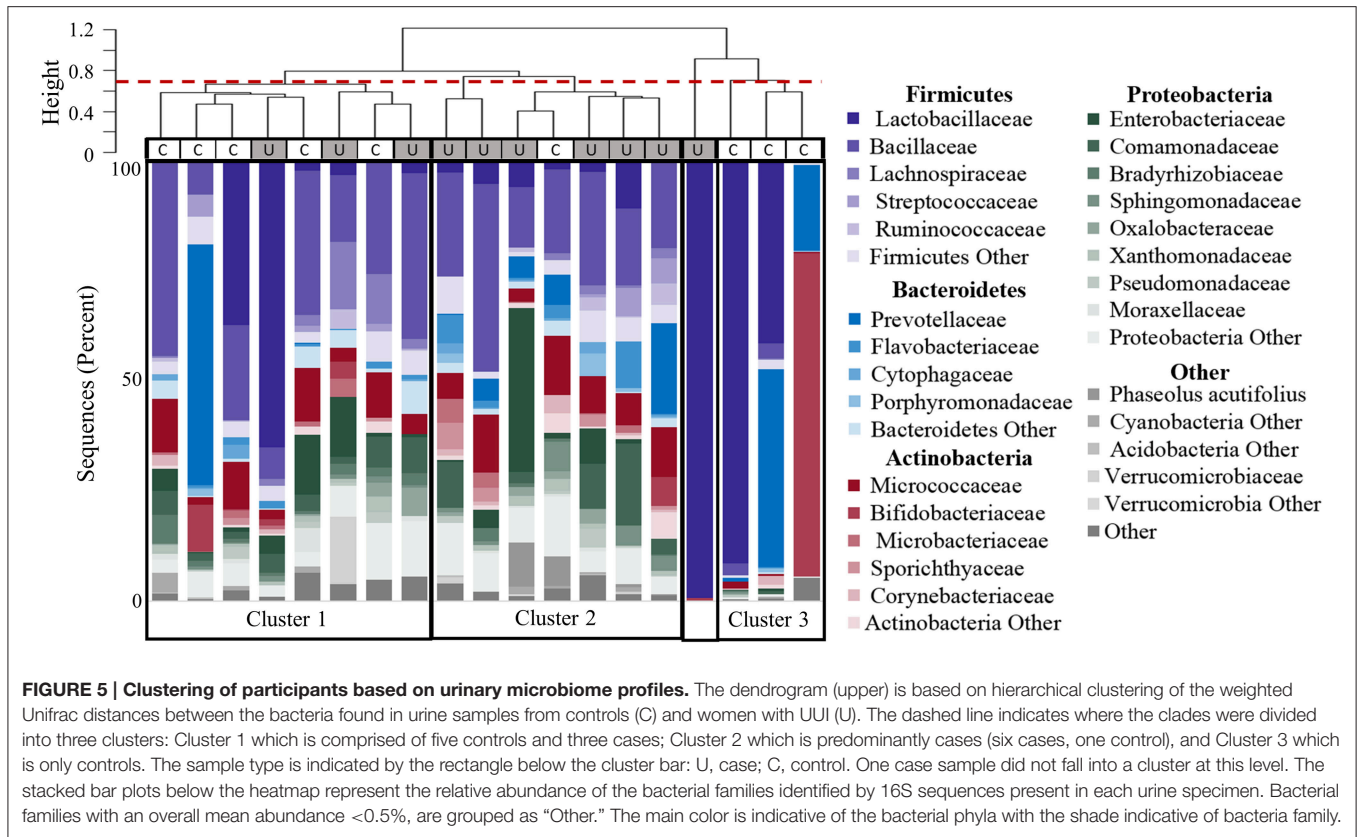 1.2
0.8
0.4
0
Height
C C C U C U C U U U U C U U U U C C C
100
50
0
Sequences (Percent)
Cluster 1
Cluster 2
Cluster 3
Firmicutes
Lactobacillaceae
Bacillaceae
Lachnospiraceae
Streptococcaceae
Ruminococcaceae
Firmicutes Other
Bacteroidetes
Prevotellaceae
Flavobacteriaceae
Cytophagaceae
Porphyromonadaceae
Bacteroidetes Other
Actinobacteria
Micrococcaceae
Bifidobacteriaceae
Microbacteriaceae
Sporichthyaceae
Corynebacteriaceae
Actinobacteria Other
Proteobacteria
Enterobacteriaceae
Comamonadaceae
Bradyrhizobiaceae
Sphingomonadaceae
Oxalobacteraceae
Xanthomonadaceae
Pseudomonadaceae
Moraxellaceae
Proteobacteria Other
Other
Phaseolus acutifolius
Cyanobacteria Other
Acidobacteria Other
Verrucomicrobiaceae
Verrucomicrobia Other
Other
FIGURE 5 | Clustering of participants based on urinary microbiome profiles. The dendrogram (upper) is based on hierarchical clustering of the weighted
Unifrac distances between the bacteria found in urine samples from controls (C) and women with UUI (U). The dashed line indicates where the clades were divided
into three clusters: Cluster 1 which is comprised of five controls and three cases; Cluster 2 which is predominantly cases (six cases, one control), and Cluster 3 which
is only controls. The sample type is indicated by the rectangle below the cluster bar: U, case; C, control. One case sample did not fall into a cluster at this level. The
stacked bar plots below the heatmap represent the relative abundance of the bacterial families identified by 16S sequences present in each urine specimen. Bacterial
families with an overall mean abundance <0.5%, are grouped as “Other.” The main color is indicative of the bacterial phyla with the shade indicative of bacteria family.